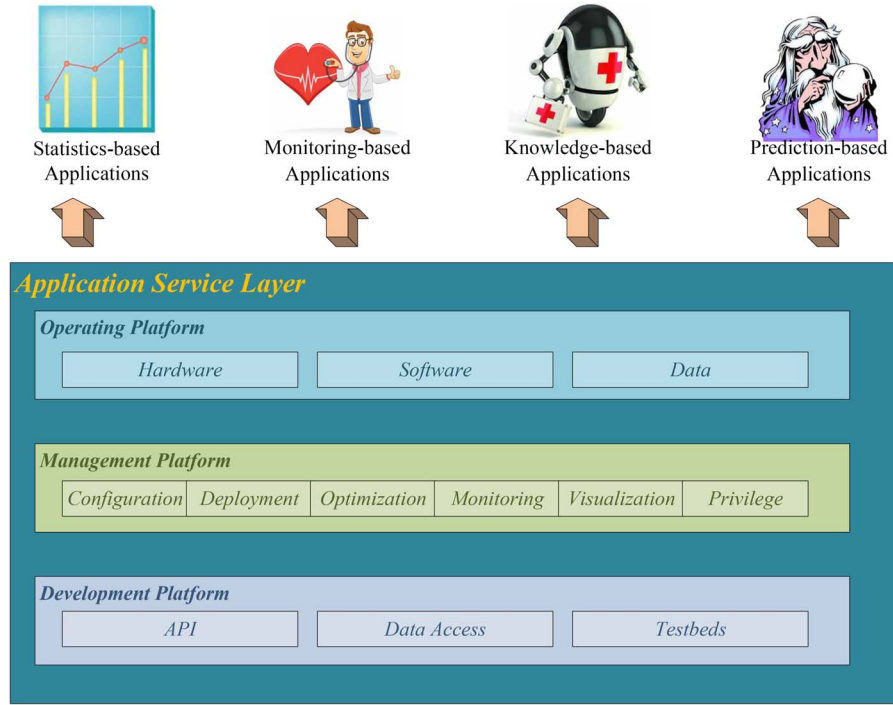 Statistics-based
Applications
Monitoring-based
Applications
Knowledge-based
Applications
Prediction-based
Applications
Application Service Layer
Operating Platform
Hardware
Software
Data
Management Platform
Configuration
Deployment
Optimization
Monitoring
Visualization
Privilege
Development Platform
API
Data Access
Testbeds